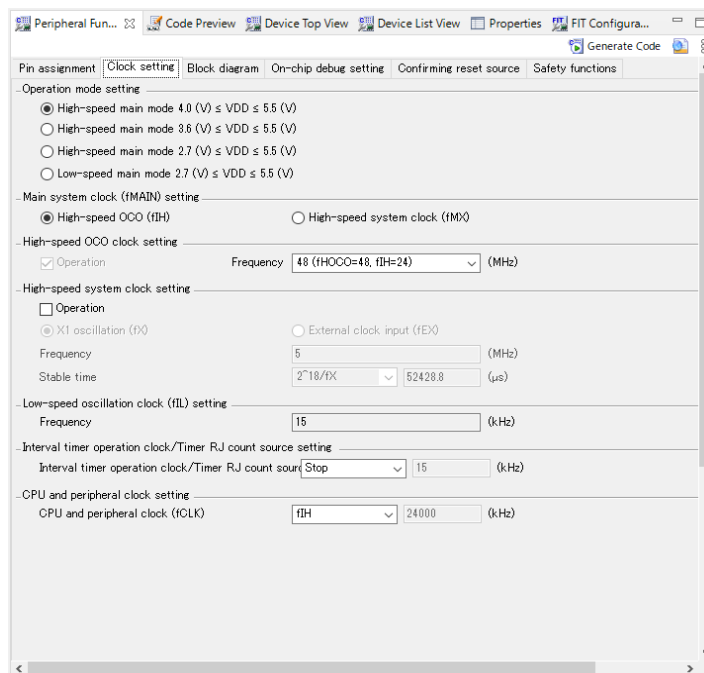 Peripheral Fun... Code Preview Device Top View Device List View Properties FIT Configura...
Generate Code
Pin assignment Clock setting Block diagram On-chip debug setting Confirming reset source Safety functions
Operation mode setting
High-speed main mode 4.0 (V) ≤ VDD ≤ 5.5 (V)
High-speed main mode 3.6 (V) ≤ VDD ≤ 5.5 (V)
High-speed main mode 2.7 (V) ≤ VDD ≤ 5.5 (V)
Low-speed main mode 2.7 (V) ≤ VDD ≤ 5.5 (V)
Main system clock (fMAIN) setting
High-speed OCO (fIH) High-speed system clock (fMX)
High-speed OCO clock setting
Operation Frequency 48 (fHOCO=48, fIH=24) (MHz)
High-speed system clock setting
Operation
X1 oscillation (fX) External clock input (fEX)
Frequency 5 (MHz)
Stable time 2^18/fX 52428.8 (μs)
Low-speed oscillation clock (fIL) setting
Frequency 15 (kHz)
Interval timer operation clock/Timer RJ count source setting
Interval timer operation clock/Timer RJ count sour Stop 15 (kHz)
CPU and peripheral clock setting
CPU and peripheral clock (fCLK) fIH 24000 (kHz)